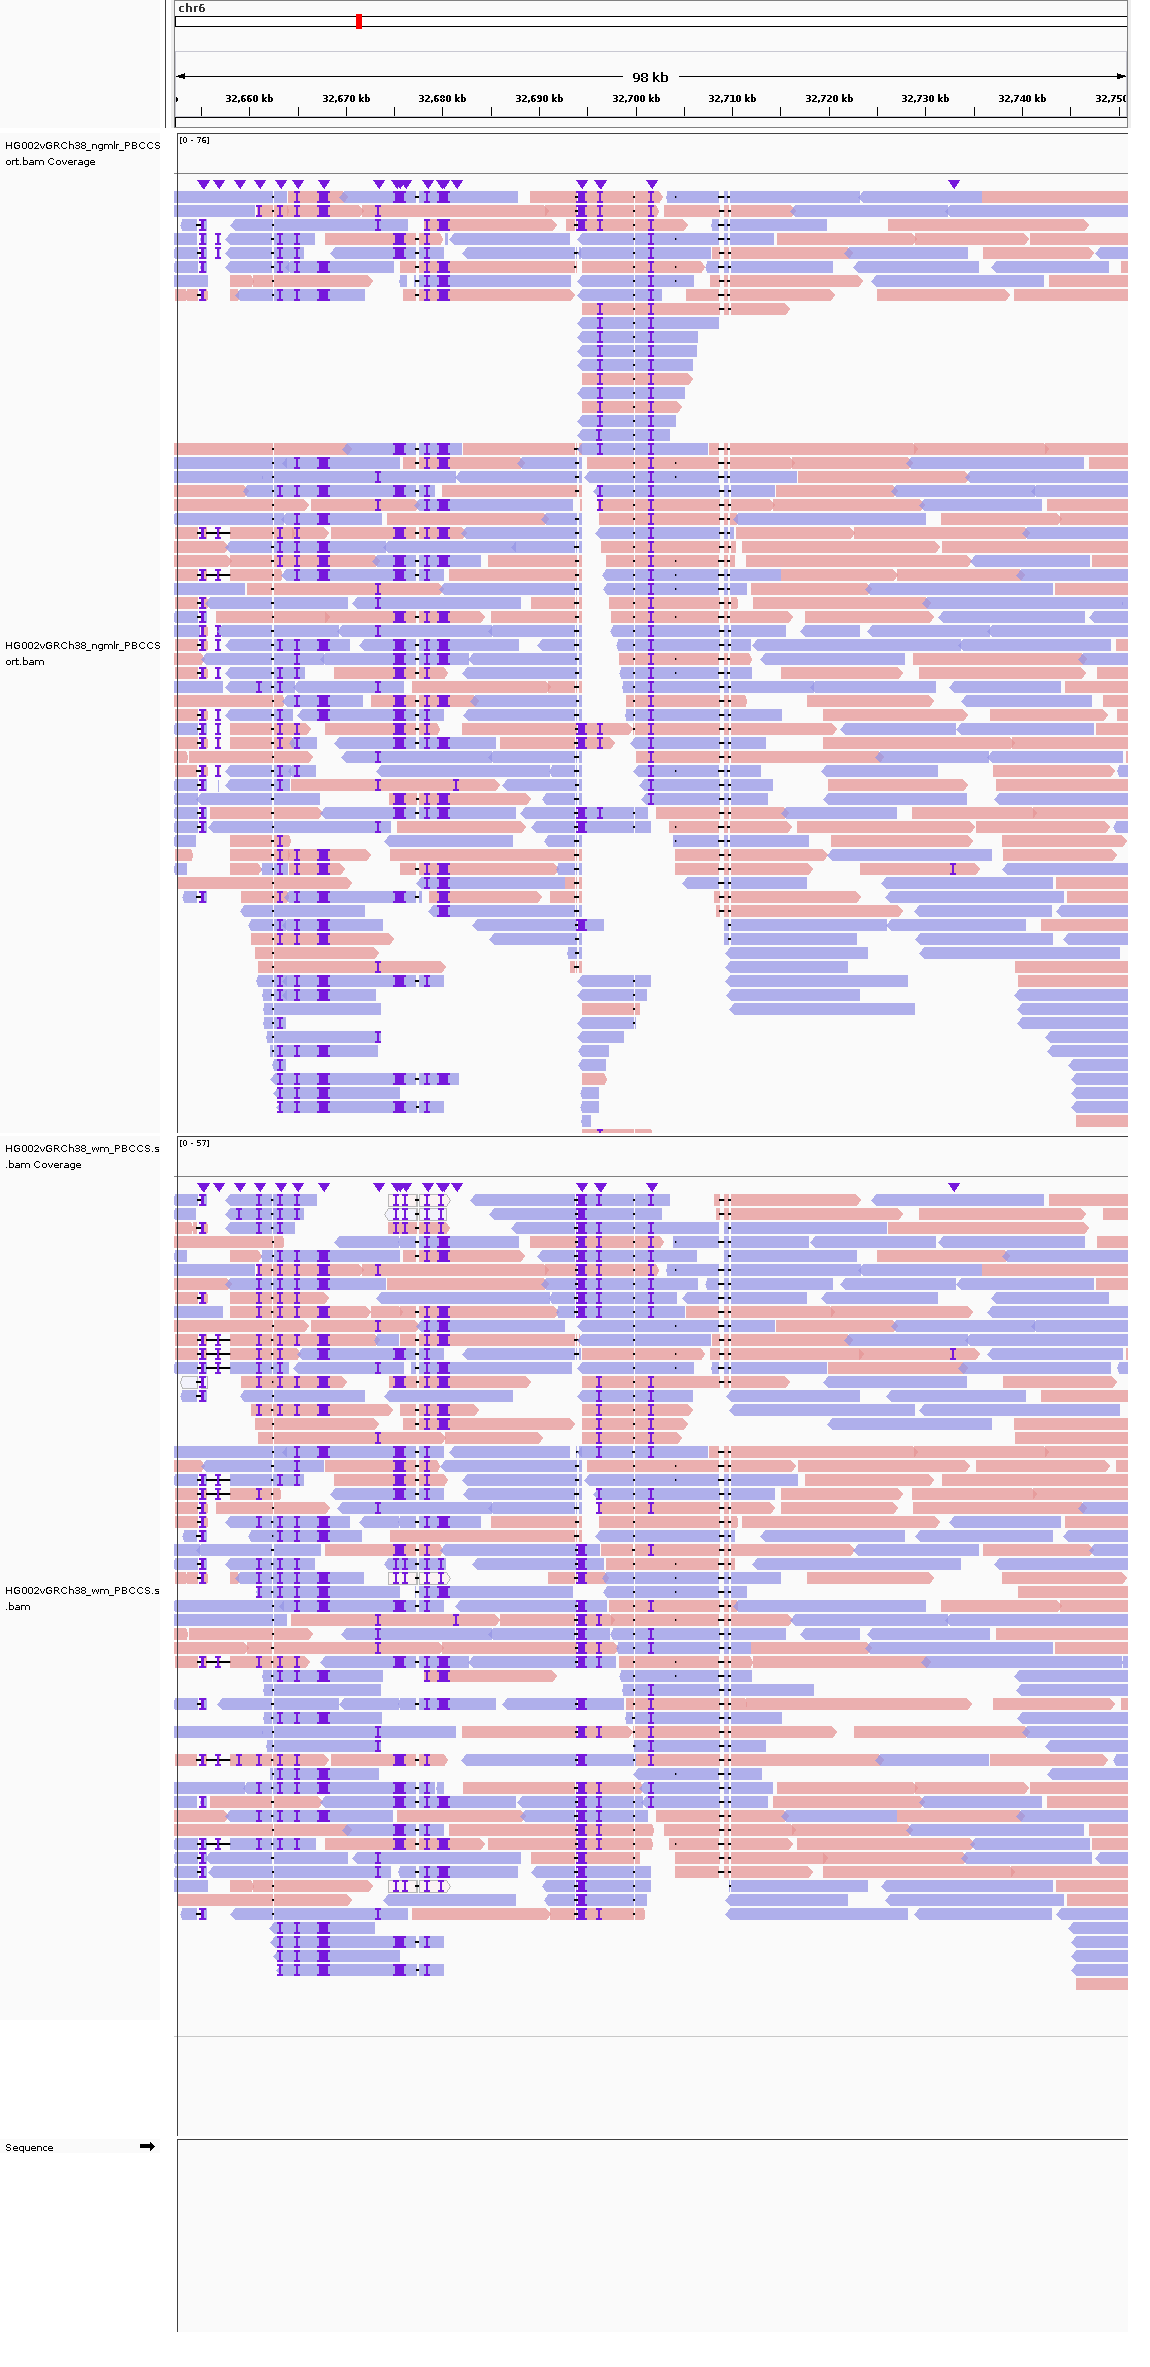 chr6
98 kb
32,660 kb 32,670 kb 32,680 kb 32,690 kb 32,700 kb 32,710 kb 32,720 kb 32,730 kb 32,740 kb 32,750
HG002vGRCh38_ngmlr_PBCCS
ort.bam Coverage
[0 - 76]
HG002vGRCh38_ngmlr_PBCCS
ort.bam
HG002vGRCh38_wm_PBCCS.s
.bam Coverage
[0 - 57]
HG002vGRCh38_wm_PBCCS.s
.bam
Sequence